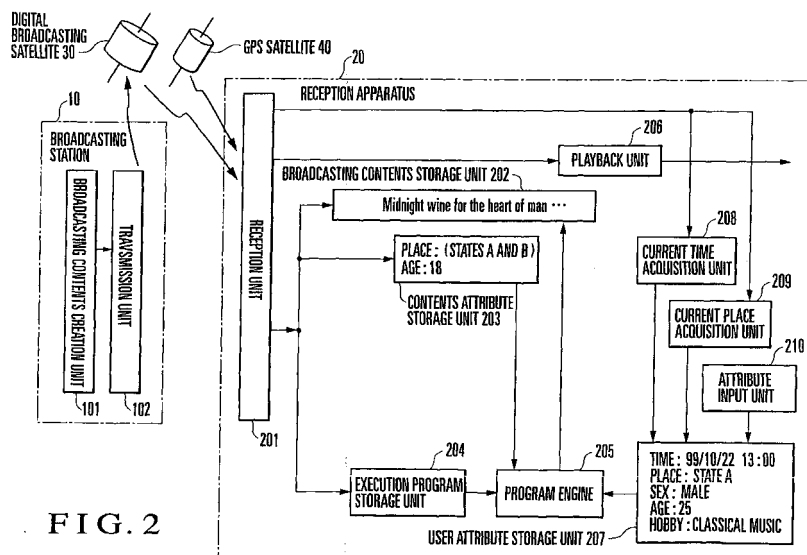 DIGITAL
BROADCASTING
SATELLITE 30
GPS SATELLITE 40
20
RECEPTION APPARATUS
10
BROADCASTING
STATION
BROADCASTING CONTENTS CREATION UNIT
101
TRAVSMISSION UNIT
102
RECEPTION UNIT
201
206
PLAYBACK UNIT
BROADCASTING CONTENTS STORAGE UNIT 202
Midnight wine for the heart of man ···
PLACE : (STATES A AND B)
AGE : 18
CONTENTS ATTRIBUTE
STORAGE UNIT 203
208
CURRENT TIME
ACQUISITION UNIT
209
CURRENT PLACE
ACQUISITION UNIT
210
ATTRIBUTE
INPUT UNIT
204
EXECUTION PROGRAM
STORAGE UNIT
205
PROGRAM ENGINE
TIME : 99/10/22 13:00
PLACE : STATE A
SEX : MALE
AGE : 25
HOBBY : CLASSICAL MUSIC
USER ATTRIBUTE STORAGE UNIT 207
FIG. 2